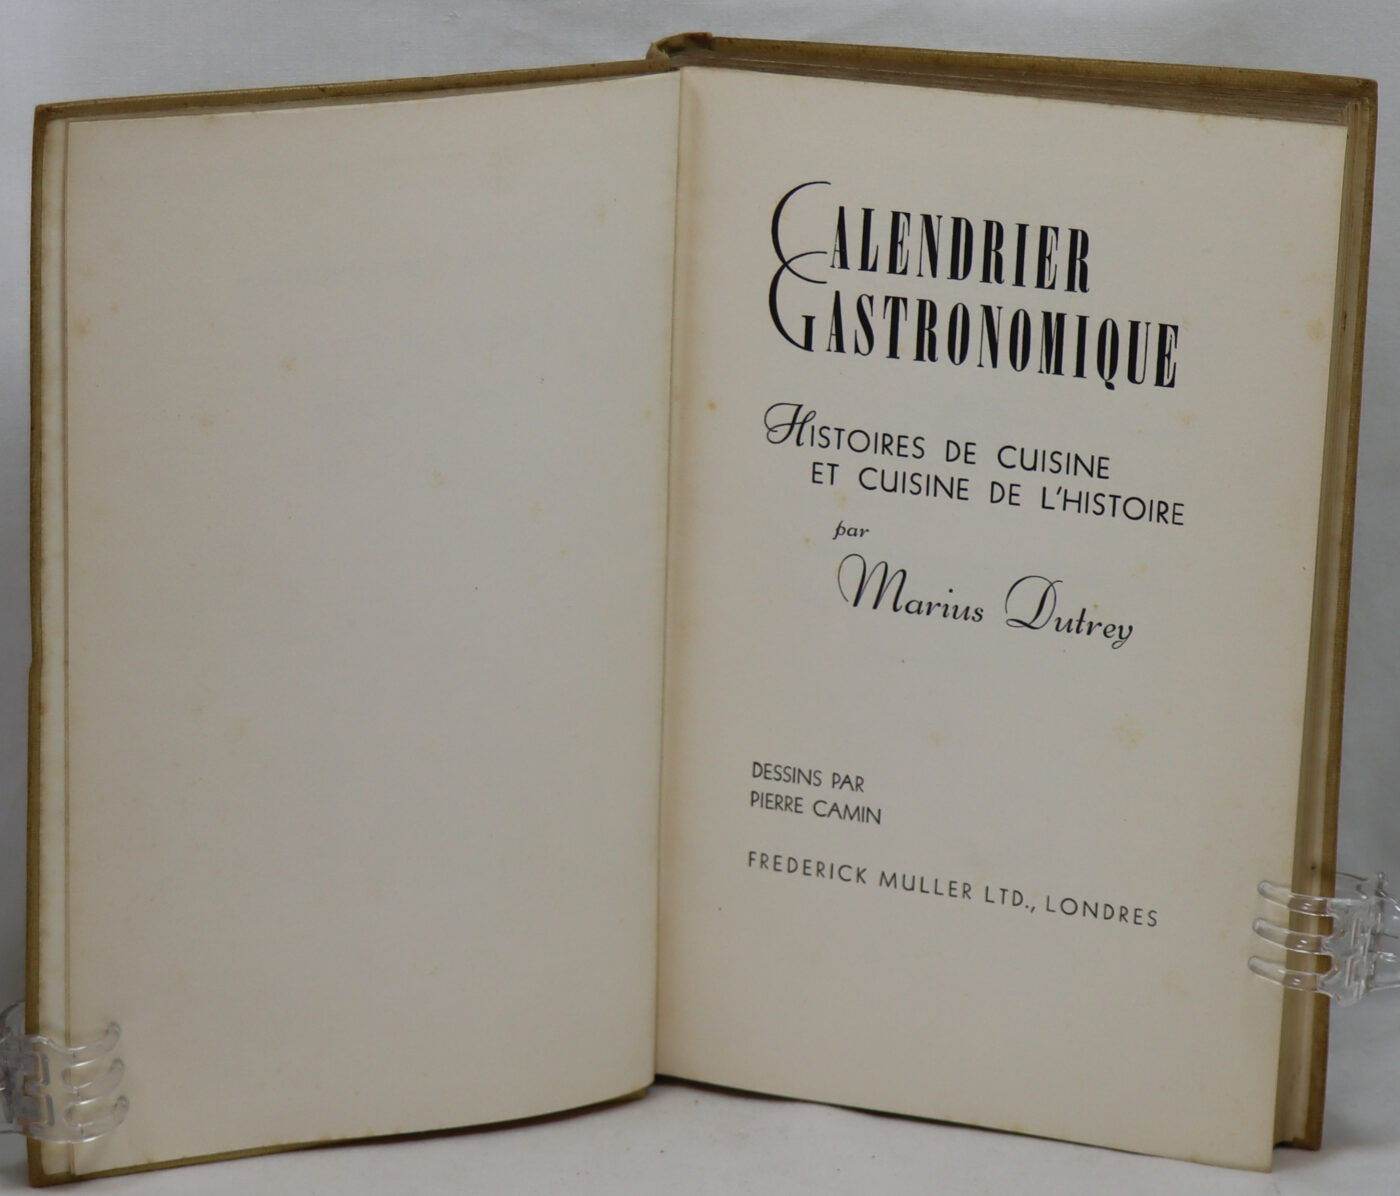 CALENDRIER
GASTRONOMIQUE
HISTOIRES DE CUISINE
ET CUISINE DE L'HISTOIRE
par
Marius Dutrey
DESSINS PAR
PIERRE CAMIN
FREDERICK MULLER LTD., LONDRES